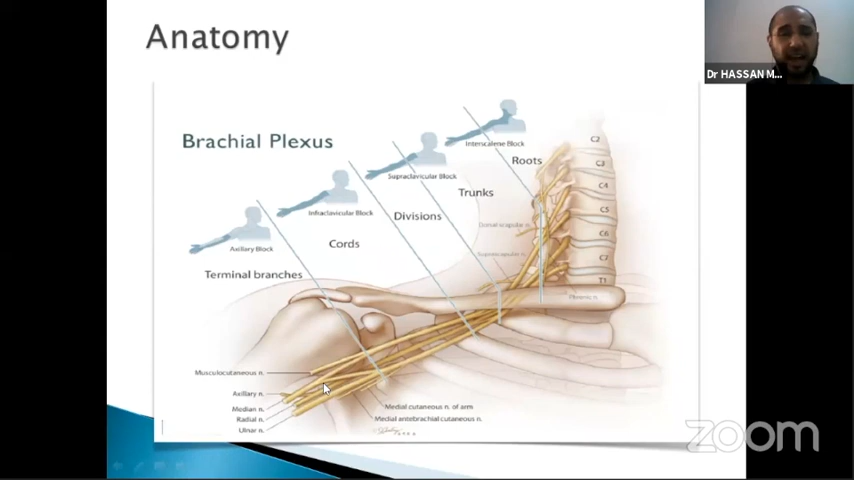 Anatomy
Dr HASSAN M...
Brachial Plexus
Interscalene Block
Roots
Supraclavicular Block
Trunks
Infraclavicular Block
Divisions
Axillary Block
Cords
Terminal branches
C2
C3
C4
C5
C6
C7
T1
Dorsal scapular n.
Suprascapular n.
Phrenic n.
Musculocutaneous n.
Axillary n.
Median n.
Radial n.
Ulnar n.
Medial cutaneous n. of arm
Medial antebrachial cutaneous n.
zoom